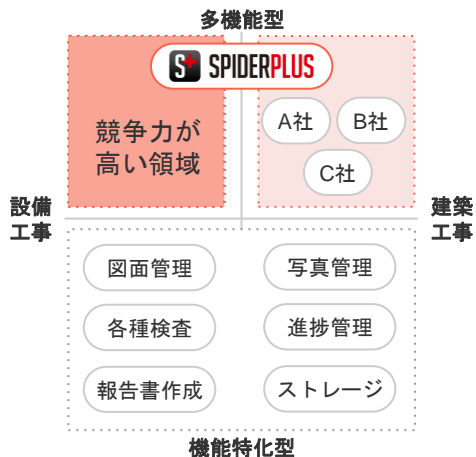 多機能型
S+ SPIDERPLUS
競争力が
高い領域
A社
B社
C社
設備
工事
建築
工事
図面管理
写真管理
各種検査
進捗管理
報告書作成
ストレージ
機能特化型